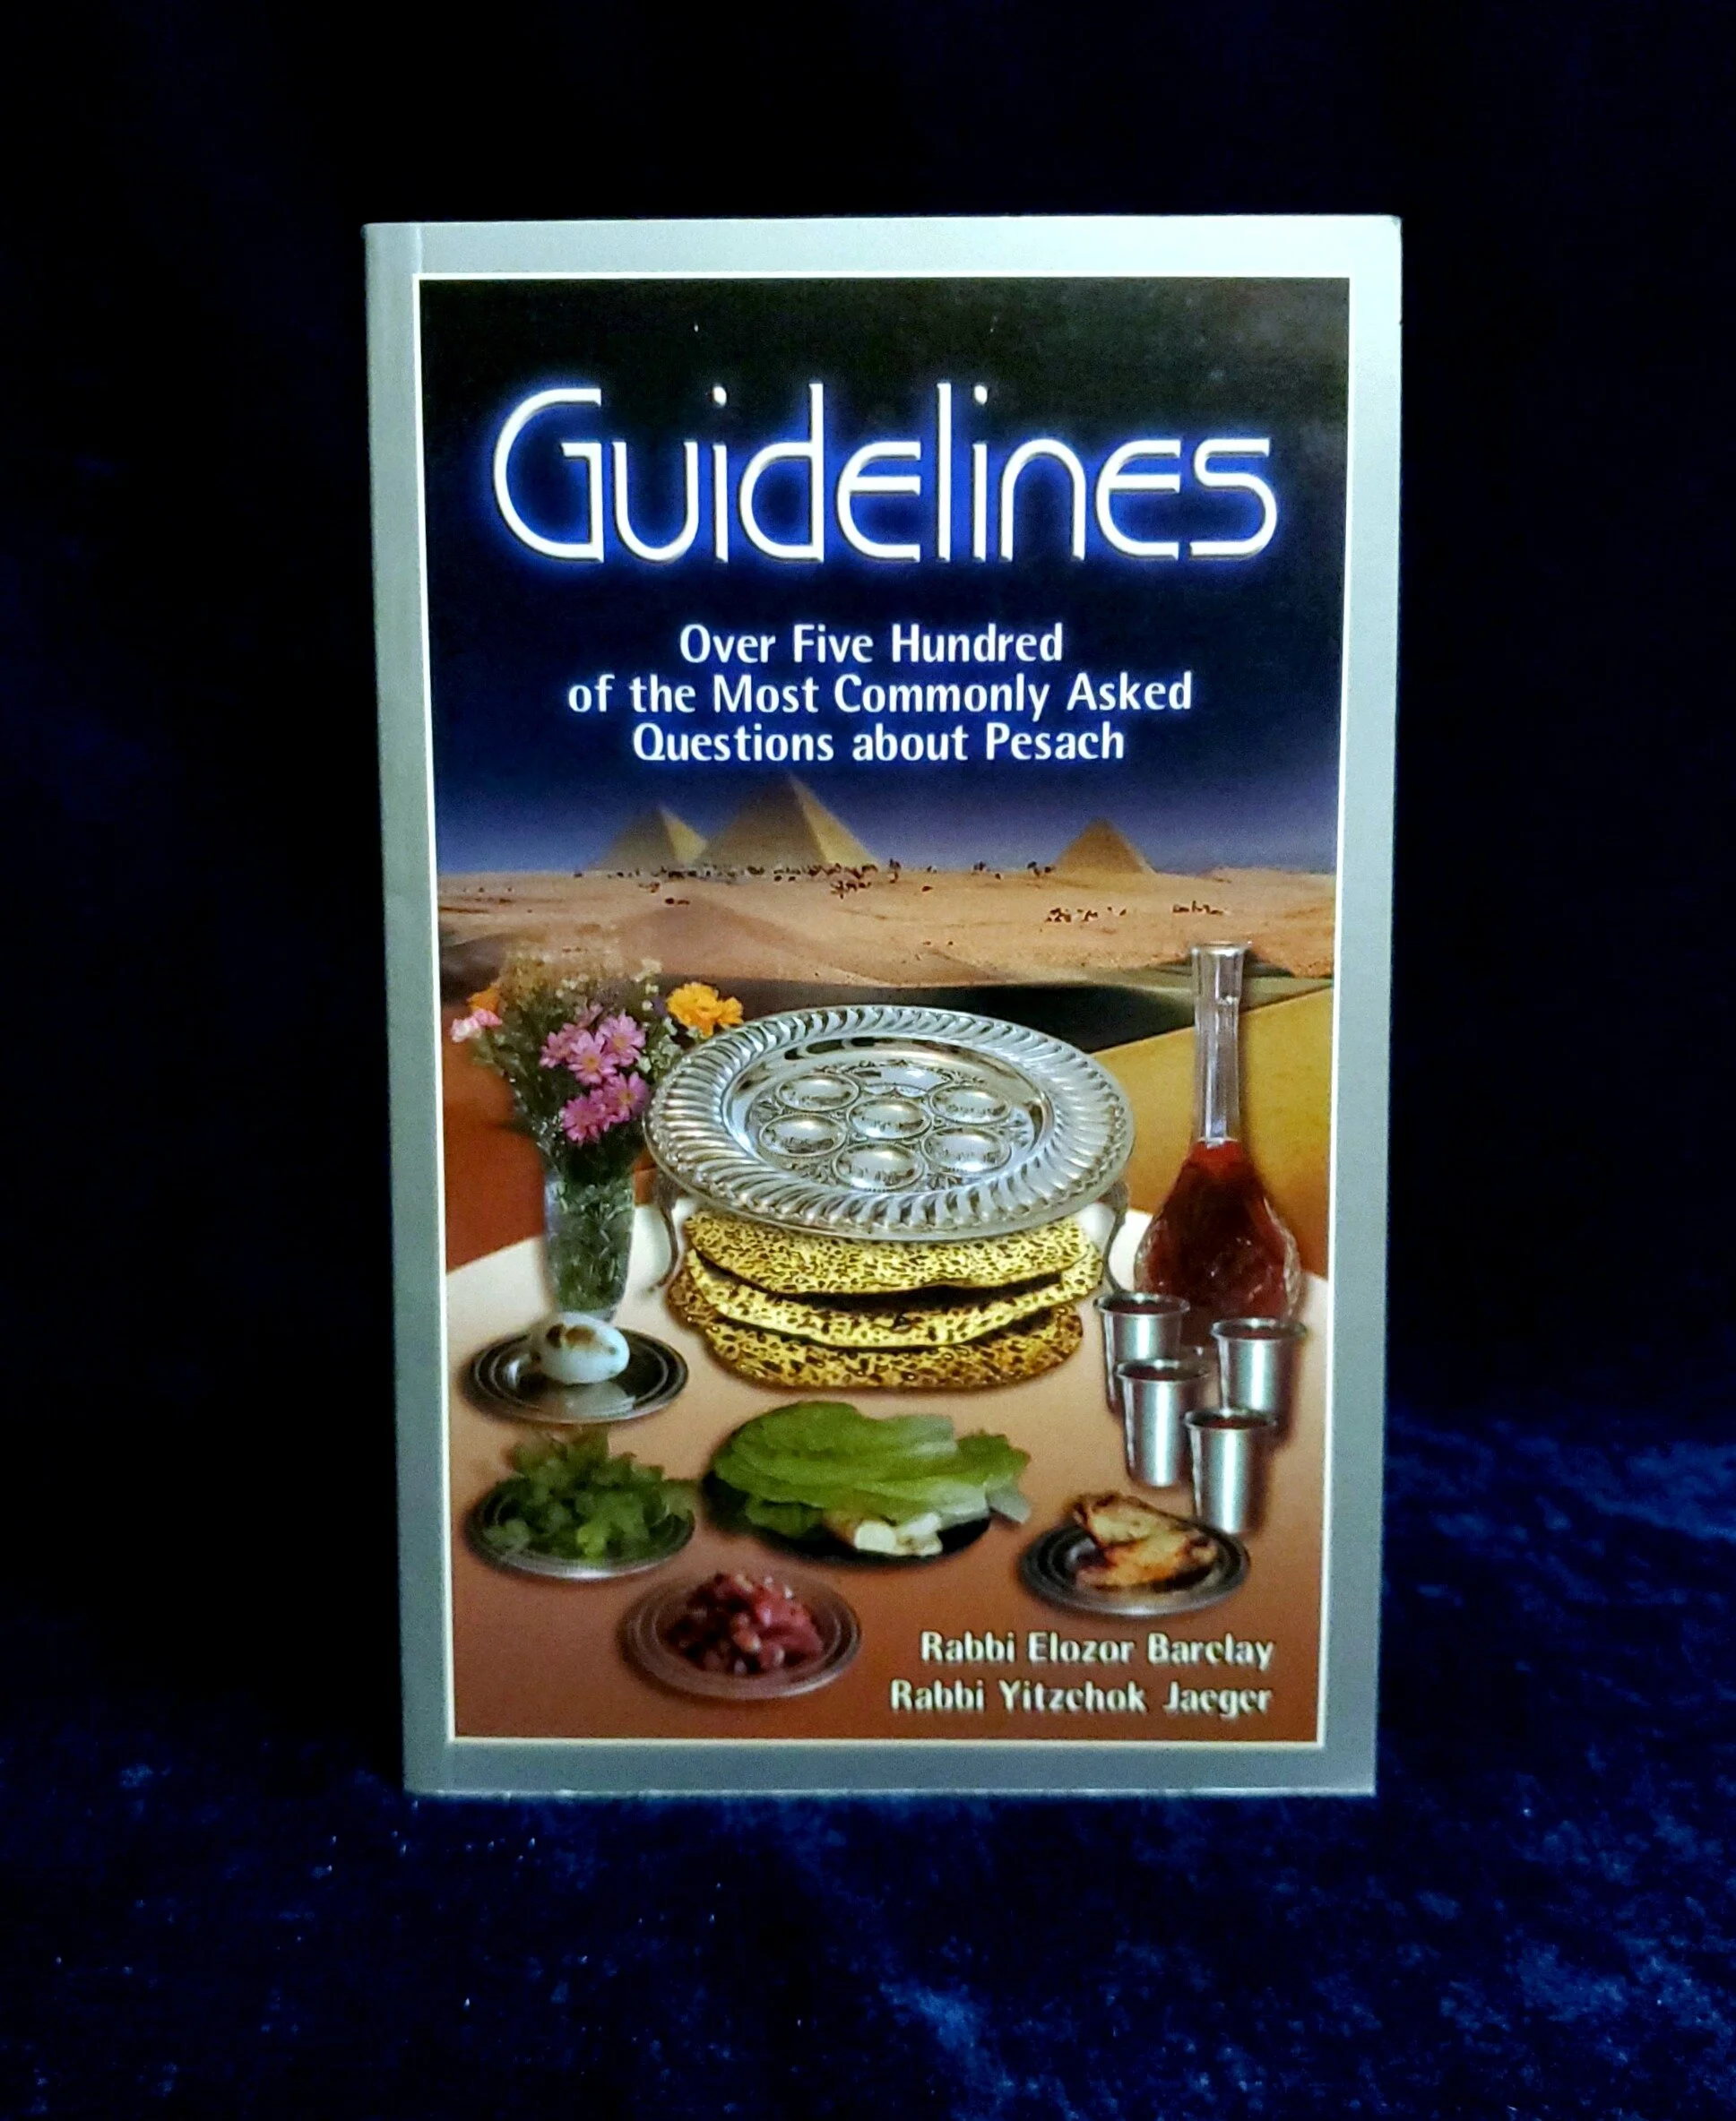 Guidelines
Over Five Hundred
of the Most Commonly Asked
Questions about Pesach
Rabbi Elozor Barclay
Rabbi Yitzchok Jaeger